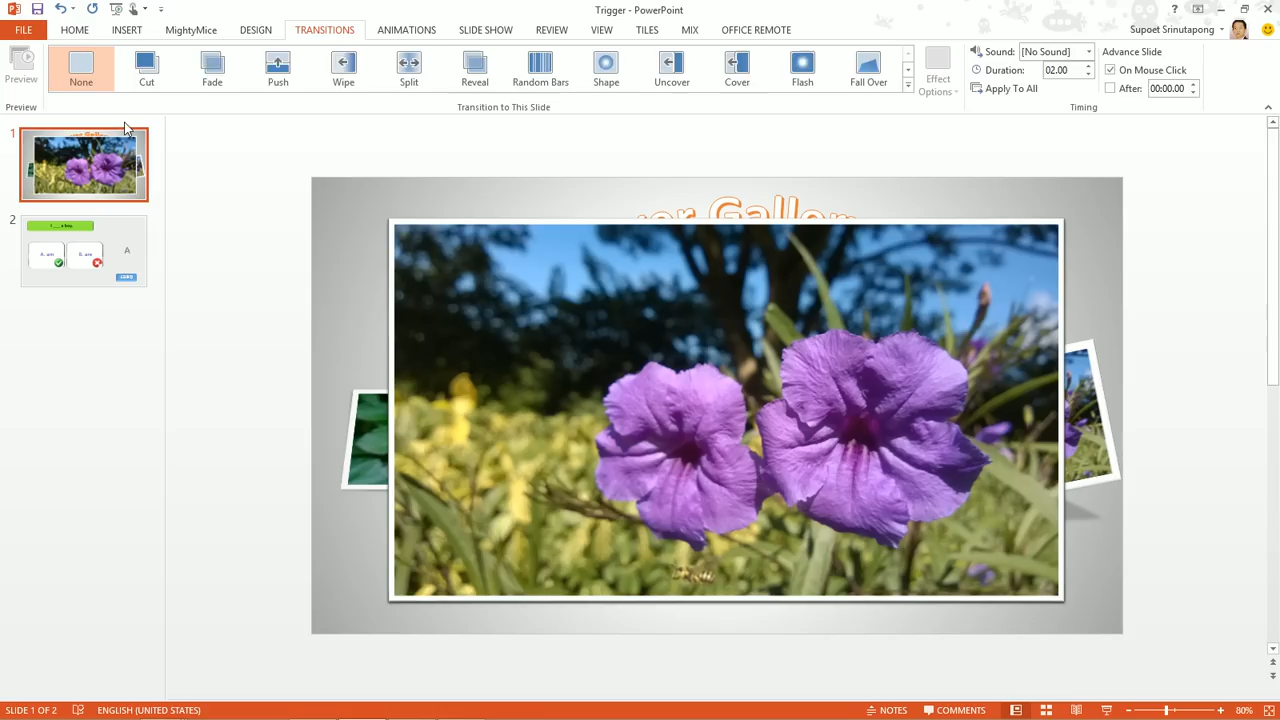 Trigger - PowerPoint
FILE HOME INSERT MightyMice DESIGN TRANSITIONS ANIMATIONS SLIDE SHOW REVIEW VIEW TILES MIX OFFICE REMOTE Supoet Srinutapong
Preview None Cut Fade Push Wipe Split Reveal Random Bars Shape Uncover Cover Flash Fall Over Effect Options
Sound: [No Sound] Advance Slide
Duration: 02.00 On Mouse Click
Apply To All After: 00:00.00
Preview Transition to This Slide Timing
1
2
A
A. am B. are
SLIDE 1 OF 2 ENGLISH (UNITED STATES) NOTES COMMENTS 80%